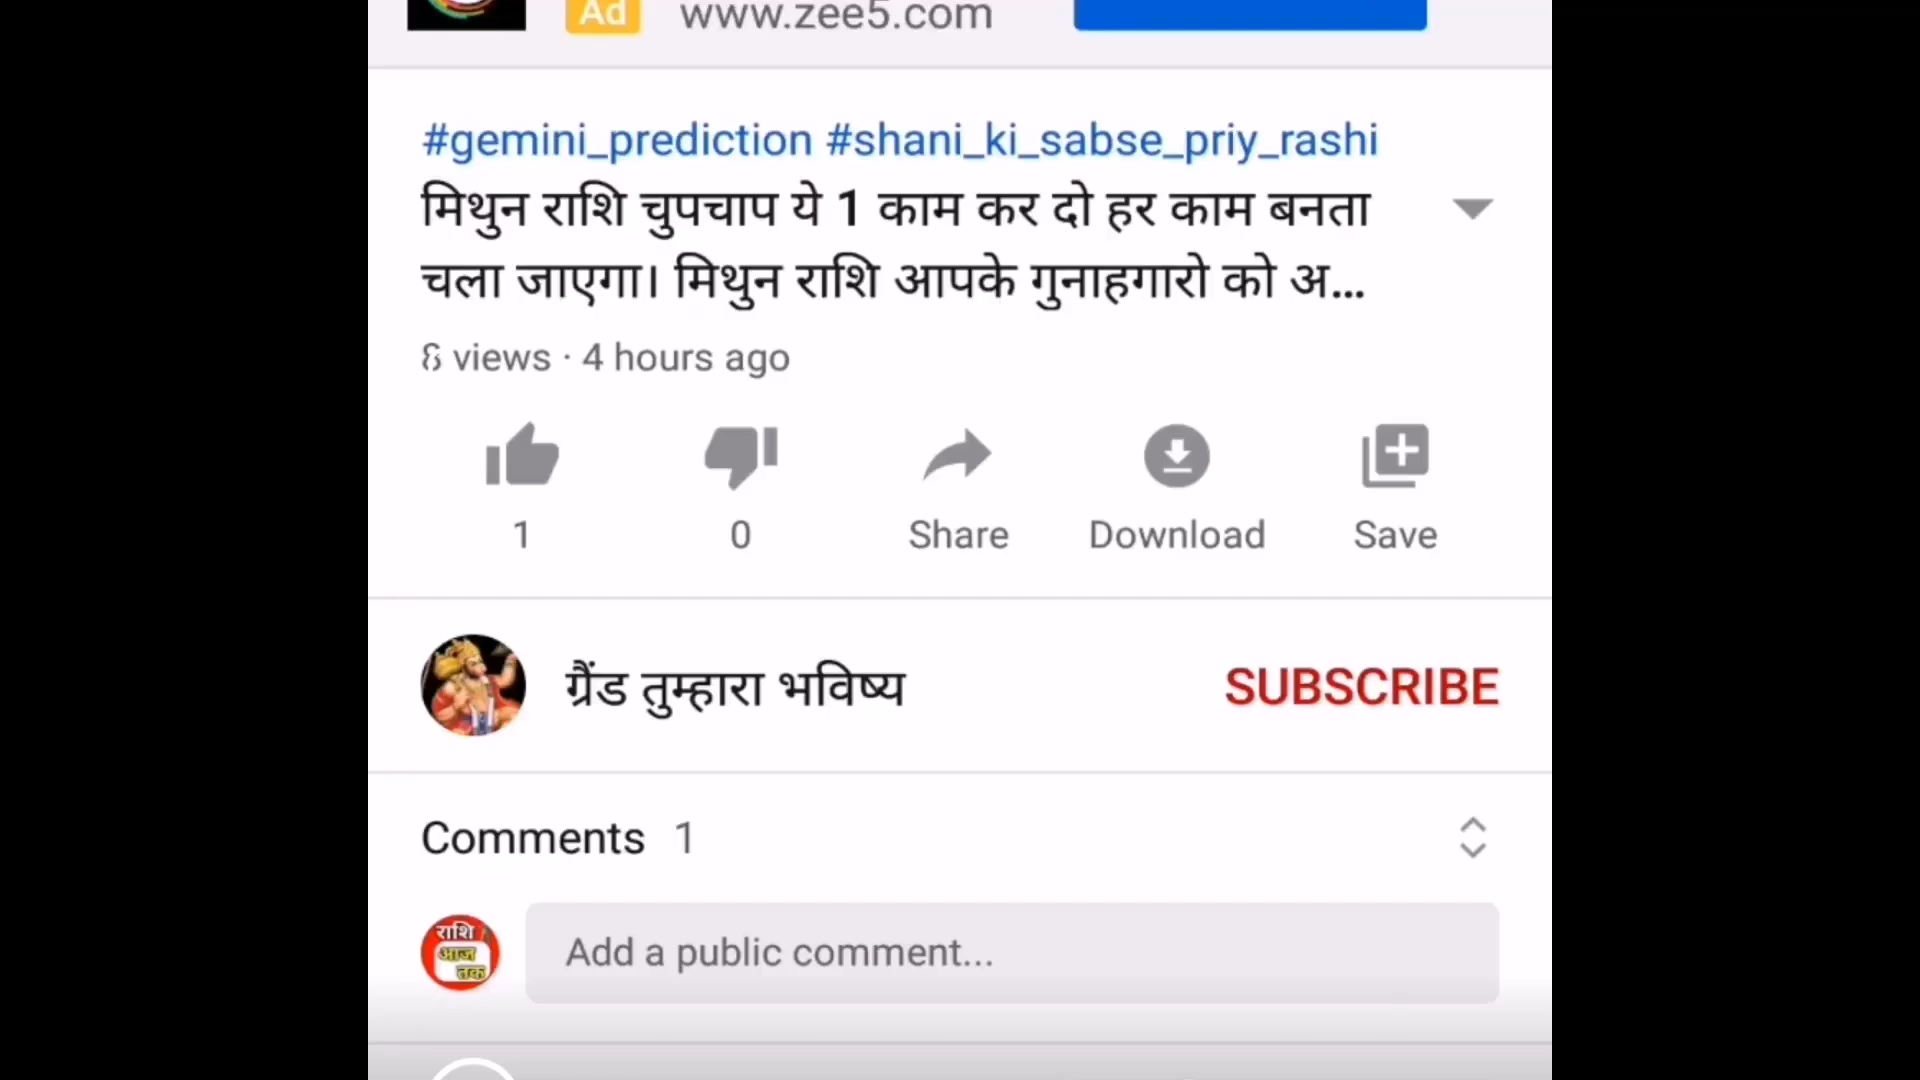 Ad www.zee5.com
#gemini_prediction #shani_ki_sabse_priy_rashi
मिथुन राशि चुपचाप ये 1 काम कर दो हर काम बनता
चला जाएगा। मिथुन राशि आपके गुनाहगारो को अ...
8 views · 4 hours ago
1 0 Share Download Save
ग्रैंड तुम्हारा भविष्य SUBSCRIBE
Comments 1
राशि
आज
तक
Add a public comment...